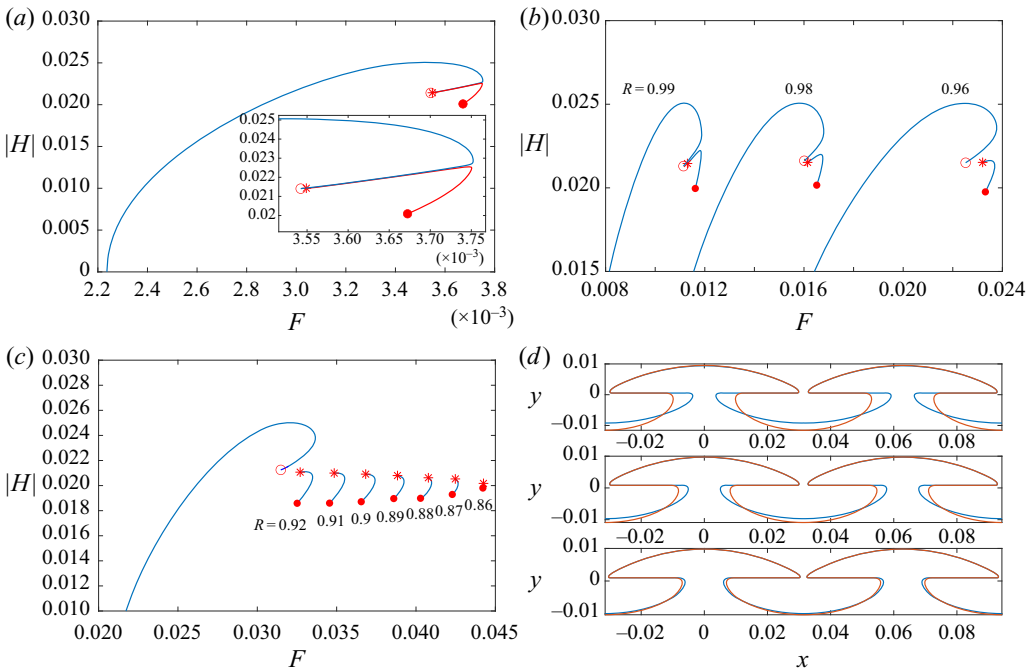 (a)
0.030
0.025
0.020
|H| 0.015
0.010
0.005
0
2.2 2.4 2.6 2.8 3.0 3.2 3.4 3.6 3.8
F (×10–3)
0.025
0.024
0.023
0.022
0.021
0.02
3.55 3.60 3.65 3.70 3.75
(×10–3)
(b)
0.030
0.025
|H|
0.020
0.015
R = 0.99 0.98 0.96
0.008 0.012 0.016 0.020 0.024
F
(c)
0.030
0.028
0.026
0.024
0.022
|H| 0.020
0.018
0.016
0.014
0.012
0.010
R = 0.92 0.91 0.9 0.89 0.88 0.87 0.86
0.020 0.025 0.030 0.035 0.040 0.045
F
(d)
0.01
y 0
–0.01
–0.02 0 0.02 0.04 0.06 0.08
0.01
y 0
–0.01
–0.02 0 0.02 0.04 0.06 0.08
0.01
y 0
–0.01
–0.02 0 0.02 0.04 0.06 0.08
x